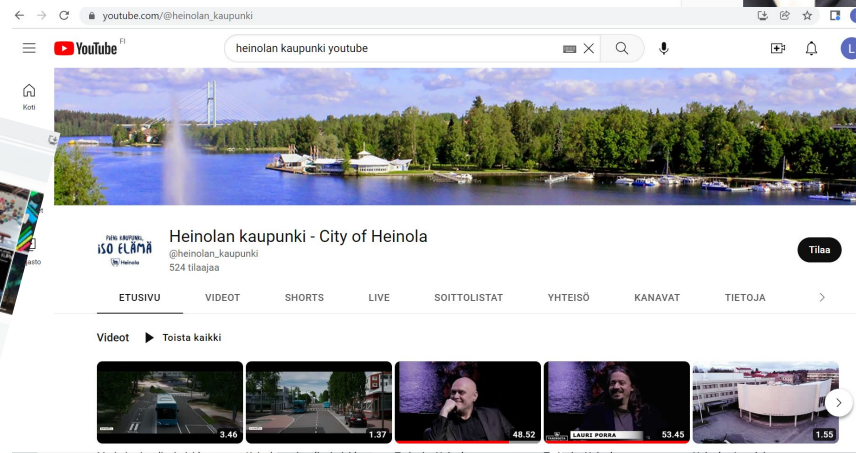 youtube.com/@heinolan_kaupunki
YouTube FI
heinolan kaupunki youtube
L
Koti
PIENI KAUPUNKI,
ISO ELÄMÄ
Heinola
Heinolan kaupunki - City of Heinola
@heinolan_kaupunki
524 tilaajaa
Tilaa
ETUSIVU VIDEOT SHORTS LIVE SOITTOLISTAT YHTEISÖ KANAVAT TIETOJA
Videot Toista kaikki
3.46
1.37
48.52
LAURI PORRA
53.45
1.55